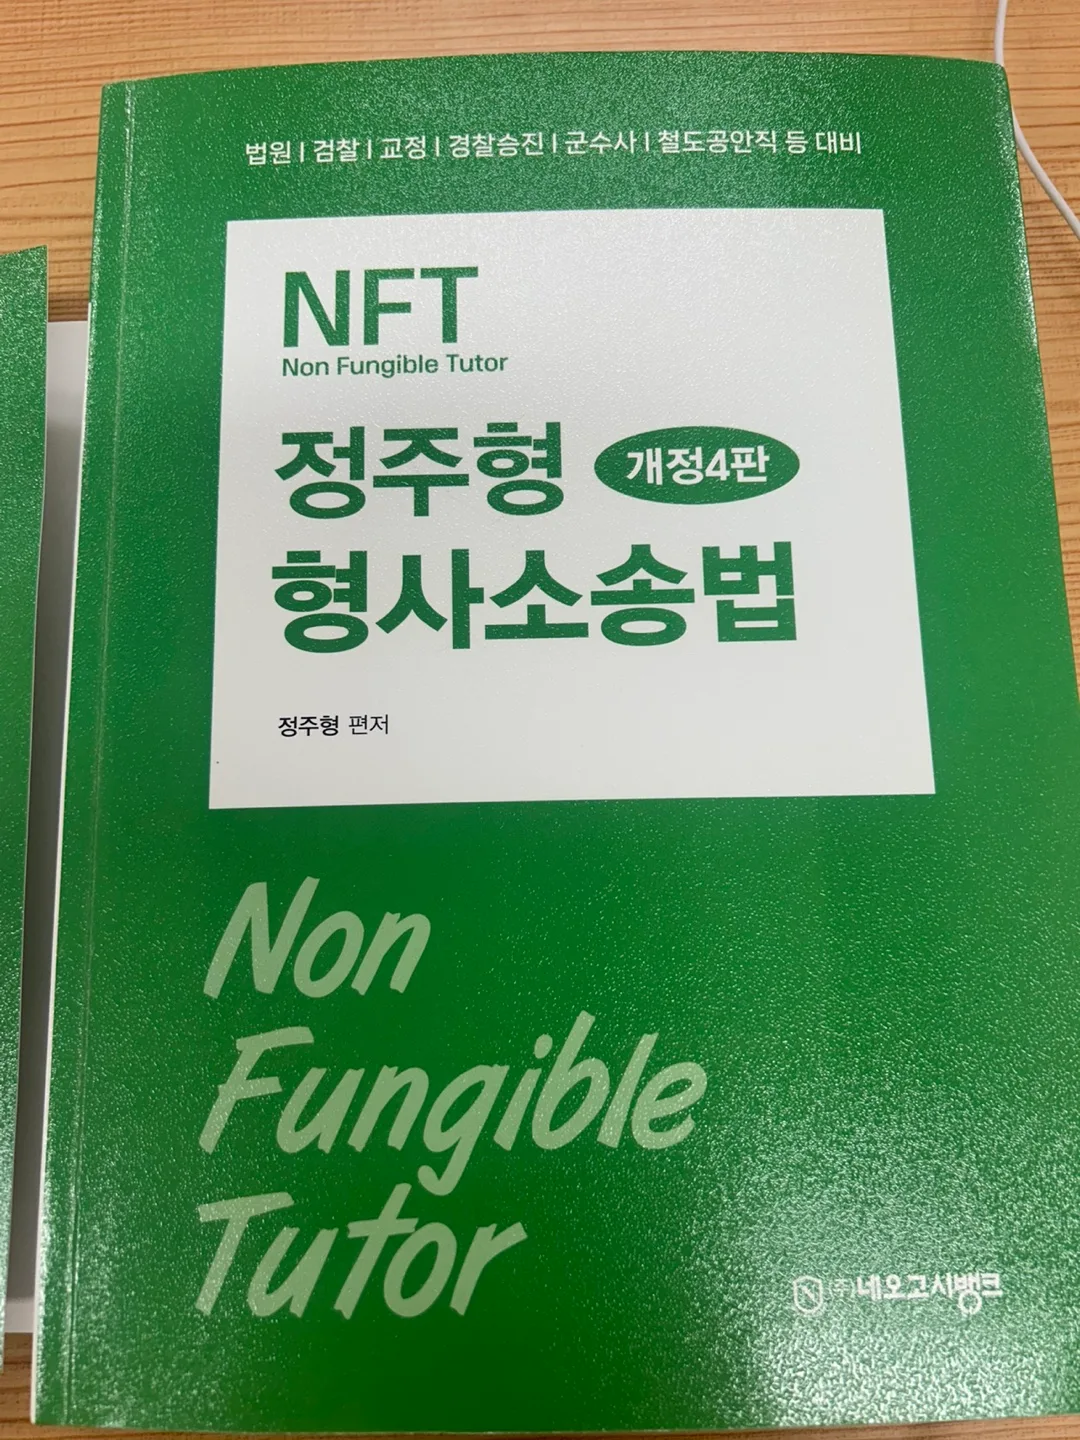 법원 | 검찰 | 교정 | 경찰승진 | 군수사 | 철도공안직 등 대비
NFT
Non Fungible Tutor
정주형 개정4판
형사소송법
정주형 편저
Non
Fungible
Tutor
(주)네오고시뱅크